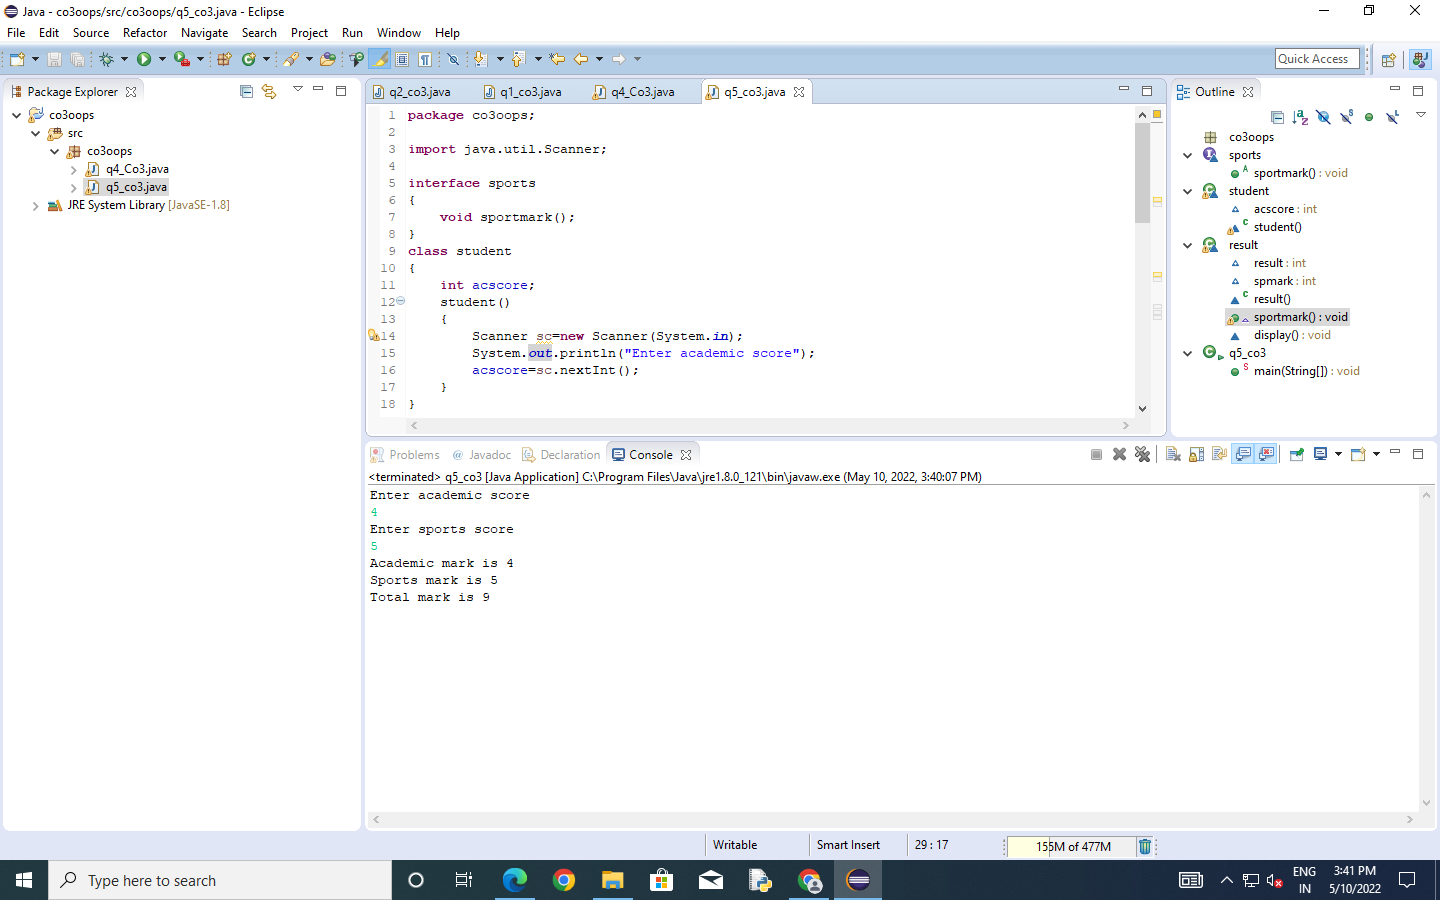 Java - co3oops/src/co3oops/q5_co3.java - Eclipse
File Edit Source Refactor Navigate Search Project Run Window Help
Quick Access
Package Explorer
co3oops
src
co3oops
q4_Co3.java
q5_co3.java
JRE System Library [JavaSE-1.8]
q2_co3.java q1_co3.java q4_Co3.java q5_co3.java
1 package co3oops;
2
3 import java.util.Scanner;
4
5 interface sports
6 {
7 void sportmark();
8 }
9 class student
10 {
11 int acscore;
12 student()
13 {
14 Scanner sc=new Scanner(System.in);
15 System.out.println("Enter academic score");
16 acscore=sc.nextInt();
17 }
18 }
Outline
co3oops
sports
sportmark() : void
student
acscore : int
student()
result
result : int
spmark : int
result()
sportmark() : void
display() : void
q5_co3
main(String[]) : void
Problems @ Javadoc Declaration Console
<terminated> q5_co3 [Java Application] C:\Program Files\Java\jre1.8.0_121\bin\javaw.exe (May 10, 2022, 3:40:07 PM)
Enter academic score
4
Enter sports score
5
Academic mark is 4
Sports mark is 5
Total mark is 9
Writable Smart Insert 29 : 17 155M of 477M
Type here to search
ENG
IN
3:41 PM
5/10/2022